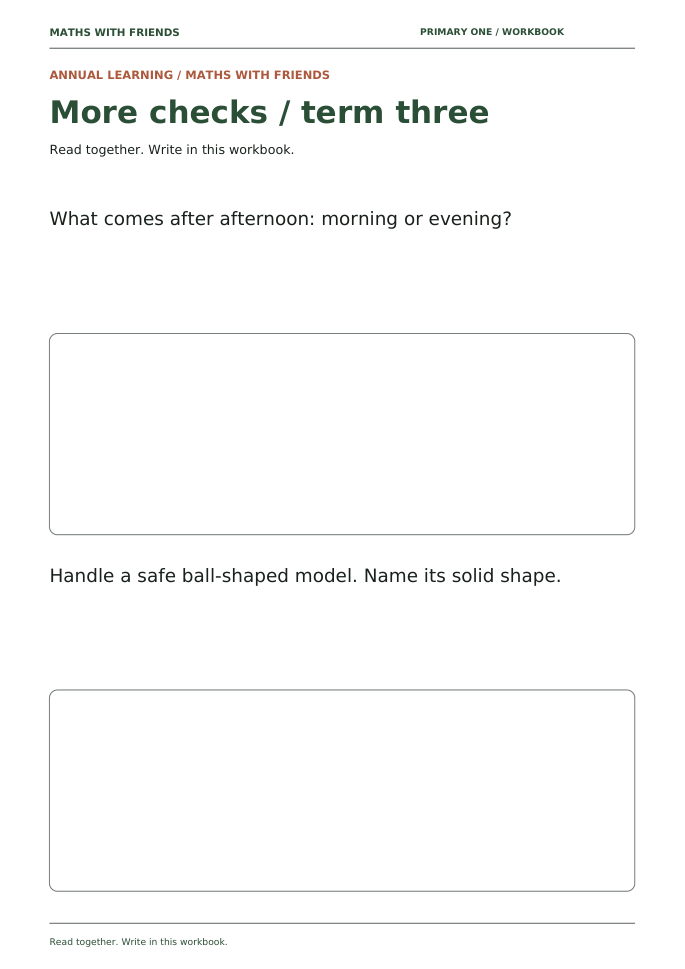 MATHS WITH FRIENDS
PRIMARY ONE / WORKBOOK
ANNUAL LEARNING / MATHS WITH FRIENDS
More checks / term three
Read together. Write in this workbook.
What comes after afternoon: morning or evening?
Handle a safe ball-shaped model. Name its solid shape.
Read together. Write in this workbook.